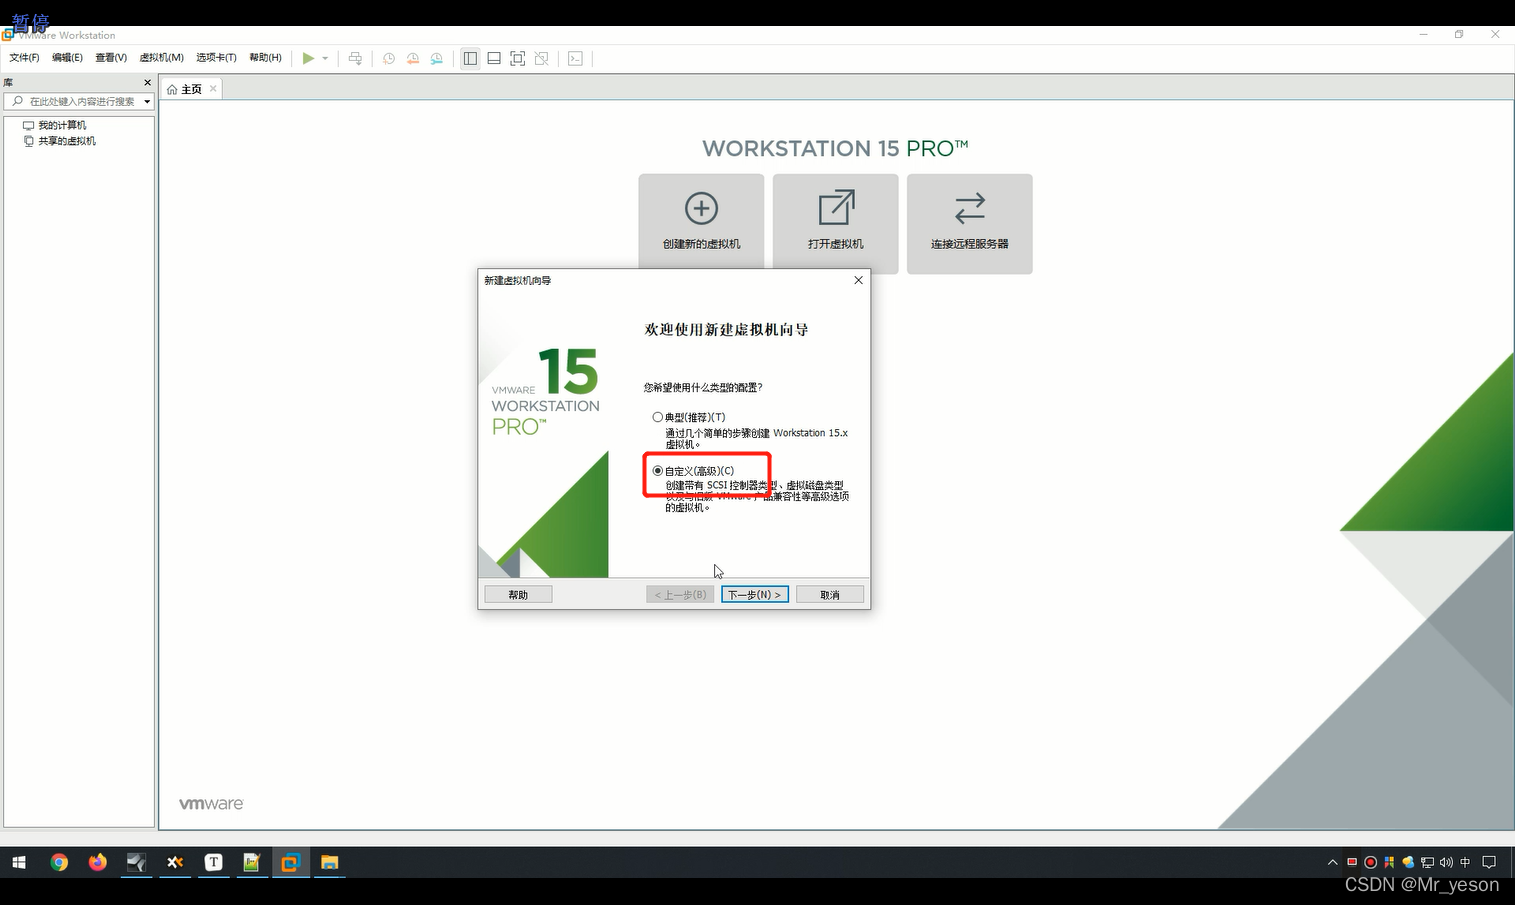 暂停
VMware Workstation
文件(F) 编辑(E) 查看(V) 虚拟机(M) 选项卡(T) 帮助(H)
库
在此处键入内容进行搜索
我的计算机
共享的虚拟机
主页
WORKSTATION 15 PRO™
创建新的虚拟机
打开虚拟机
连接远程服务器
新建虚拟机向导
VMWARE 15
WORKSTATION
PRO™
欢迎使用新建虚拟机向导
您希望使用什么类型的配置?
典型(推荐)(T)
通过几个简单的步骤创建 Workstation 15.x
虚拟机。
自定义(高级)(C)
创建带有 SCSI 控制器类型、虚拟磁盘类型
以及与旧版 VMware 产品兼容性等高级选项
的虚拟机。
帮助
< 上一步(B)
下一步(N) >
取消
vmware
T
中
CSDN @Mr_yeson